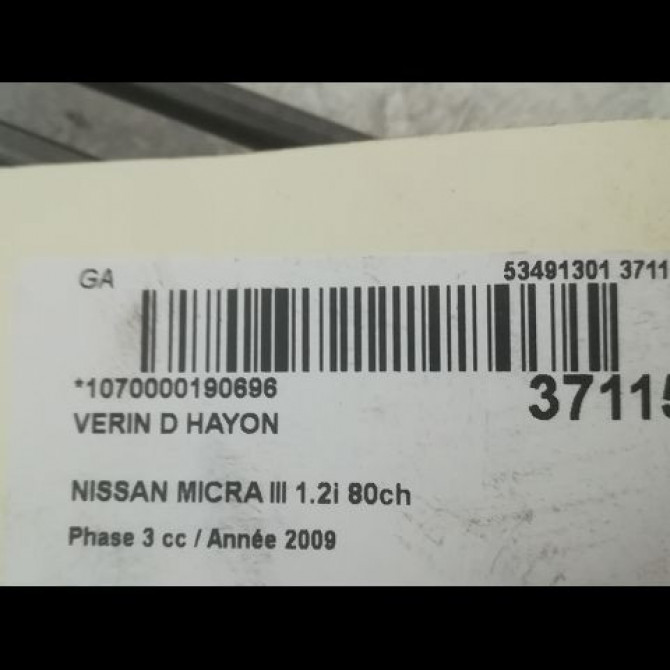 GA
53491301 3711
*1070000190696
37115
VERIN D HAYON
NISSAN MICRA III 1.2i 80ch
Phase 3 cc / Année 2009